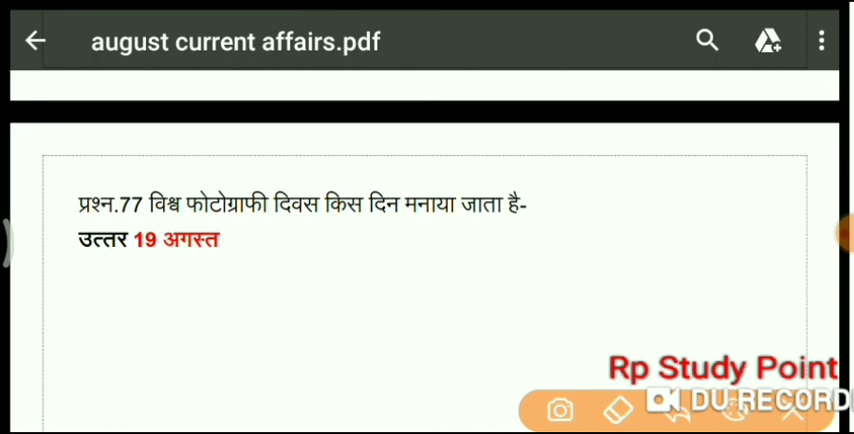 august current affairs.pdf
प्रश्न.77 विश्व फोटोग्राफी दिवस किस दिन मनाया जाता है-
उत्तर 19 अगस्त
Rp Study Point
DU RECORD